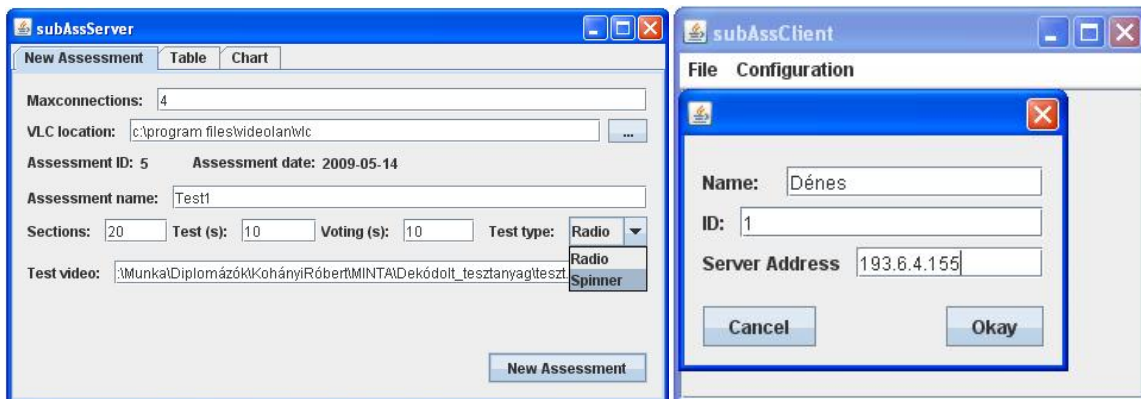 subAssServer
New Assessment Table Chart
Maxconnections: 4
VLC location: c:\program files\videolan\vlc ...
Assessment ID: 5 Assessment date: 2009-05-14
Assessment name: Test1
Sections: 20 Test (s): 10 Voting (s): 10 Test type: Radio
Radio
Spinner
Test video: :\Munka\Diplomázók\KohányiRóbert\MINTA\Dekódolt_tesztanyag\teszt.
New Assessment
subAssClient
File Configuration
Name: Dénes
ID: 1
Server Address 193.6.4.155
Cancel Okay